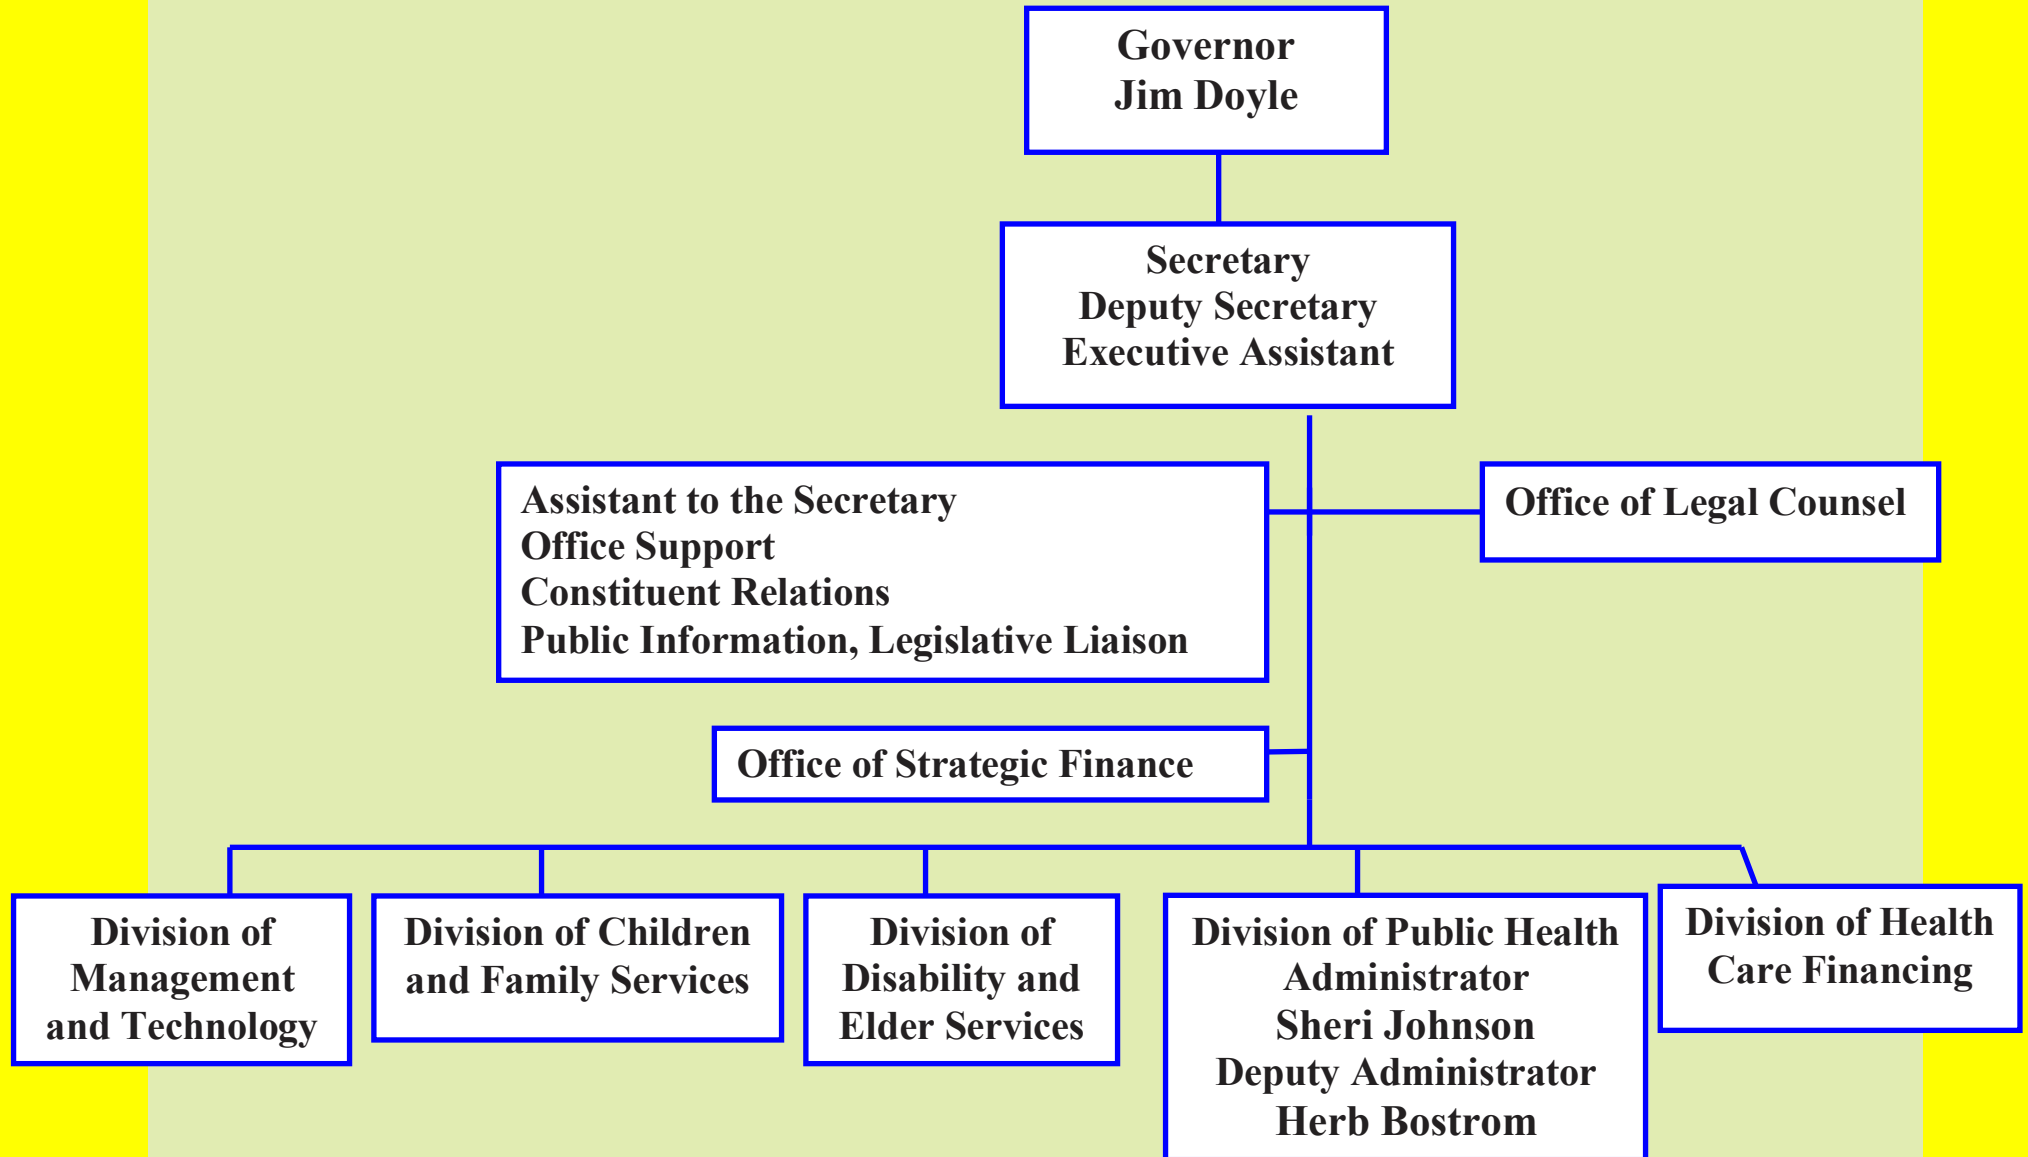 Governor
Jim Doyle
Secretary
Deputy Secretary
Executive Assistant
Assistant to the Secretary
Office Support
Constituent Relations
Public Information, Legislative Liaison
Office of Legal Counsel
Office of Strategic Finance
Division of
Management
and Technology
Division of Children
and Family Services
Division of
Disability and
Elder Services
Division of Public Health
Administrator
Sheri Johnson
Deputy Administrator
Herb Bostrom
Division of Health
Care Financing